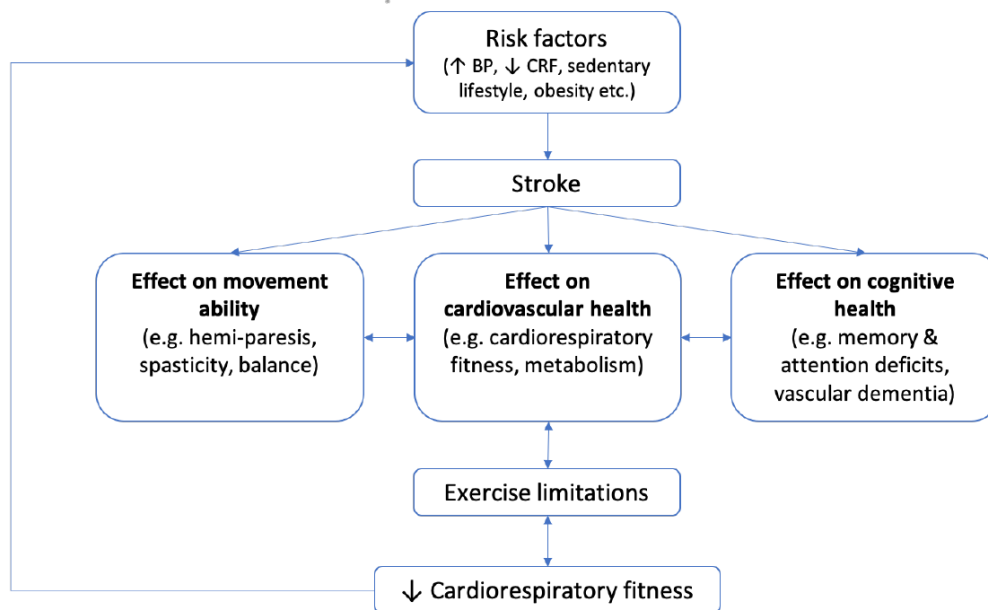 Risk factors
(↑ BP, ↓ CRF, sedentary
lifestyle, obesity etc.)
Stroke
Effect on movement
ability
(e.g. hemi-paresis,
spasticity, balance)
Effect on
cardiovascular health
(e.g. cardiorespiratory
fitness, metabolism)
Effect on cognitive
health
(e.g. memory &
attention deficits,
vascular dementia)
Exercise limitations
↓ Cardiorespiratory fitness